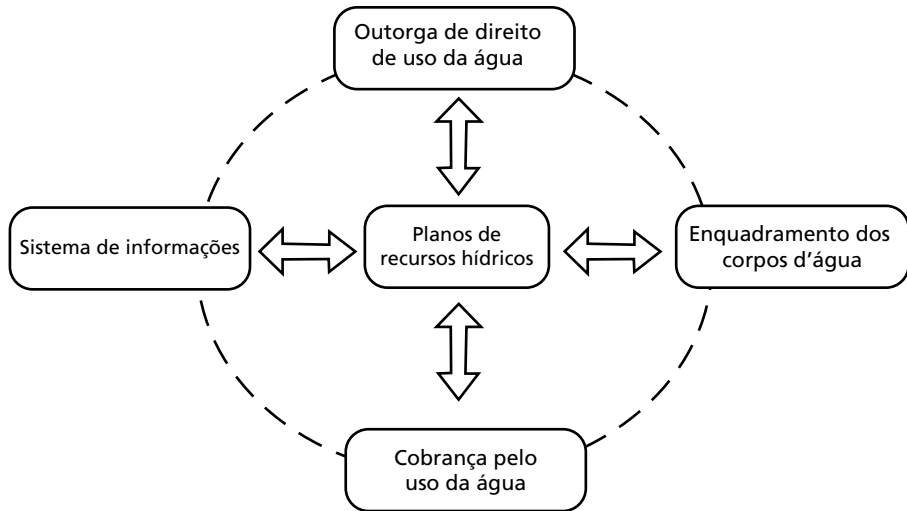 Outorga de direito
de uso da água
Sistema de informações
Planos de
recursos hídricos
Enquadramento dos
corpos d’água
Cobrança pelo
uso da água